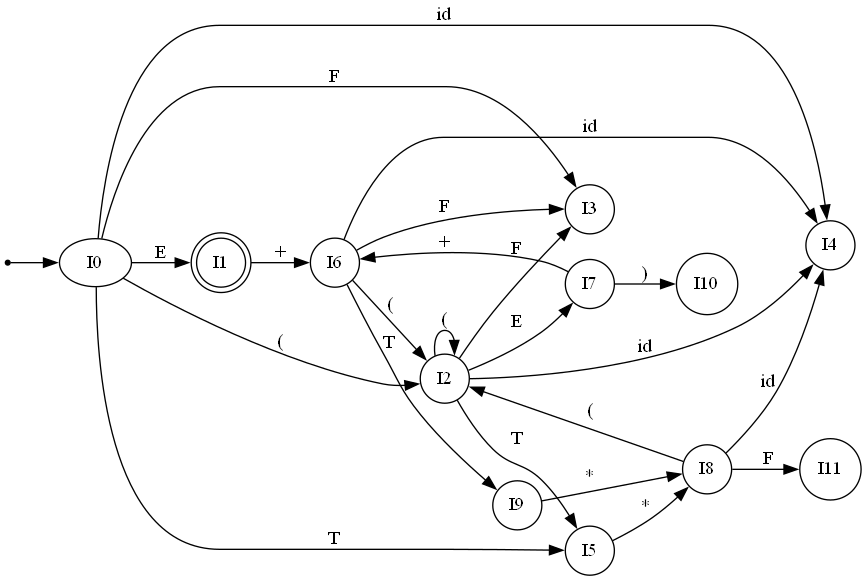 id
F
id
I3
F
I4
E
+
F
+
I0
I1
I6
)
I7
I10
(
(
E
(
T
id
I2
(
id
T
F
I8
I11
*
I9
*
T
I5